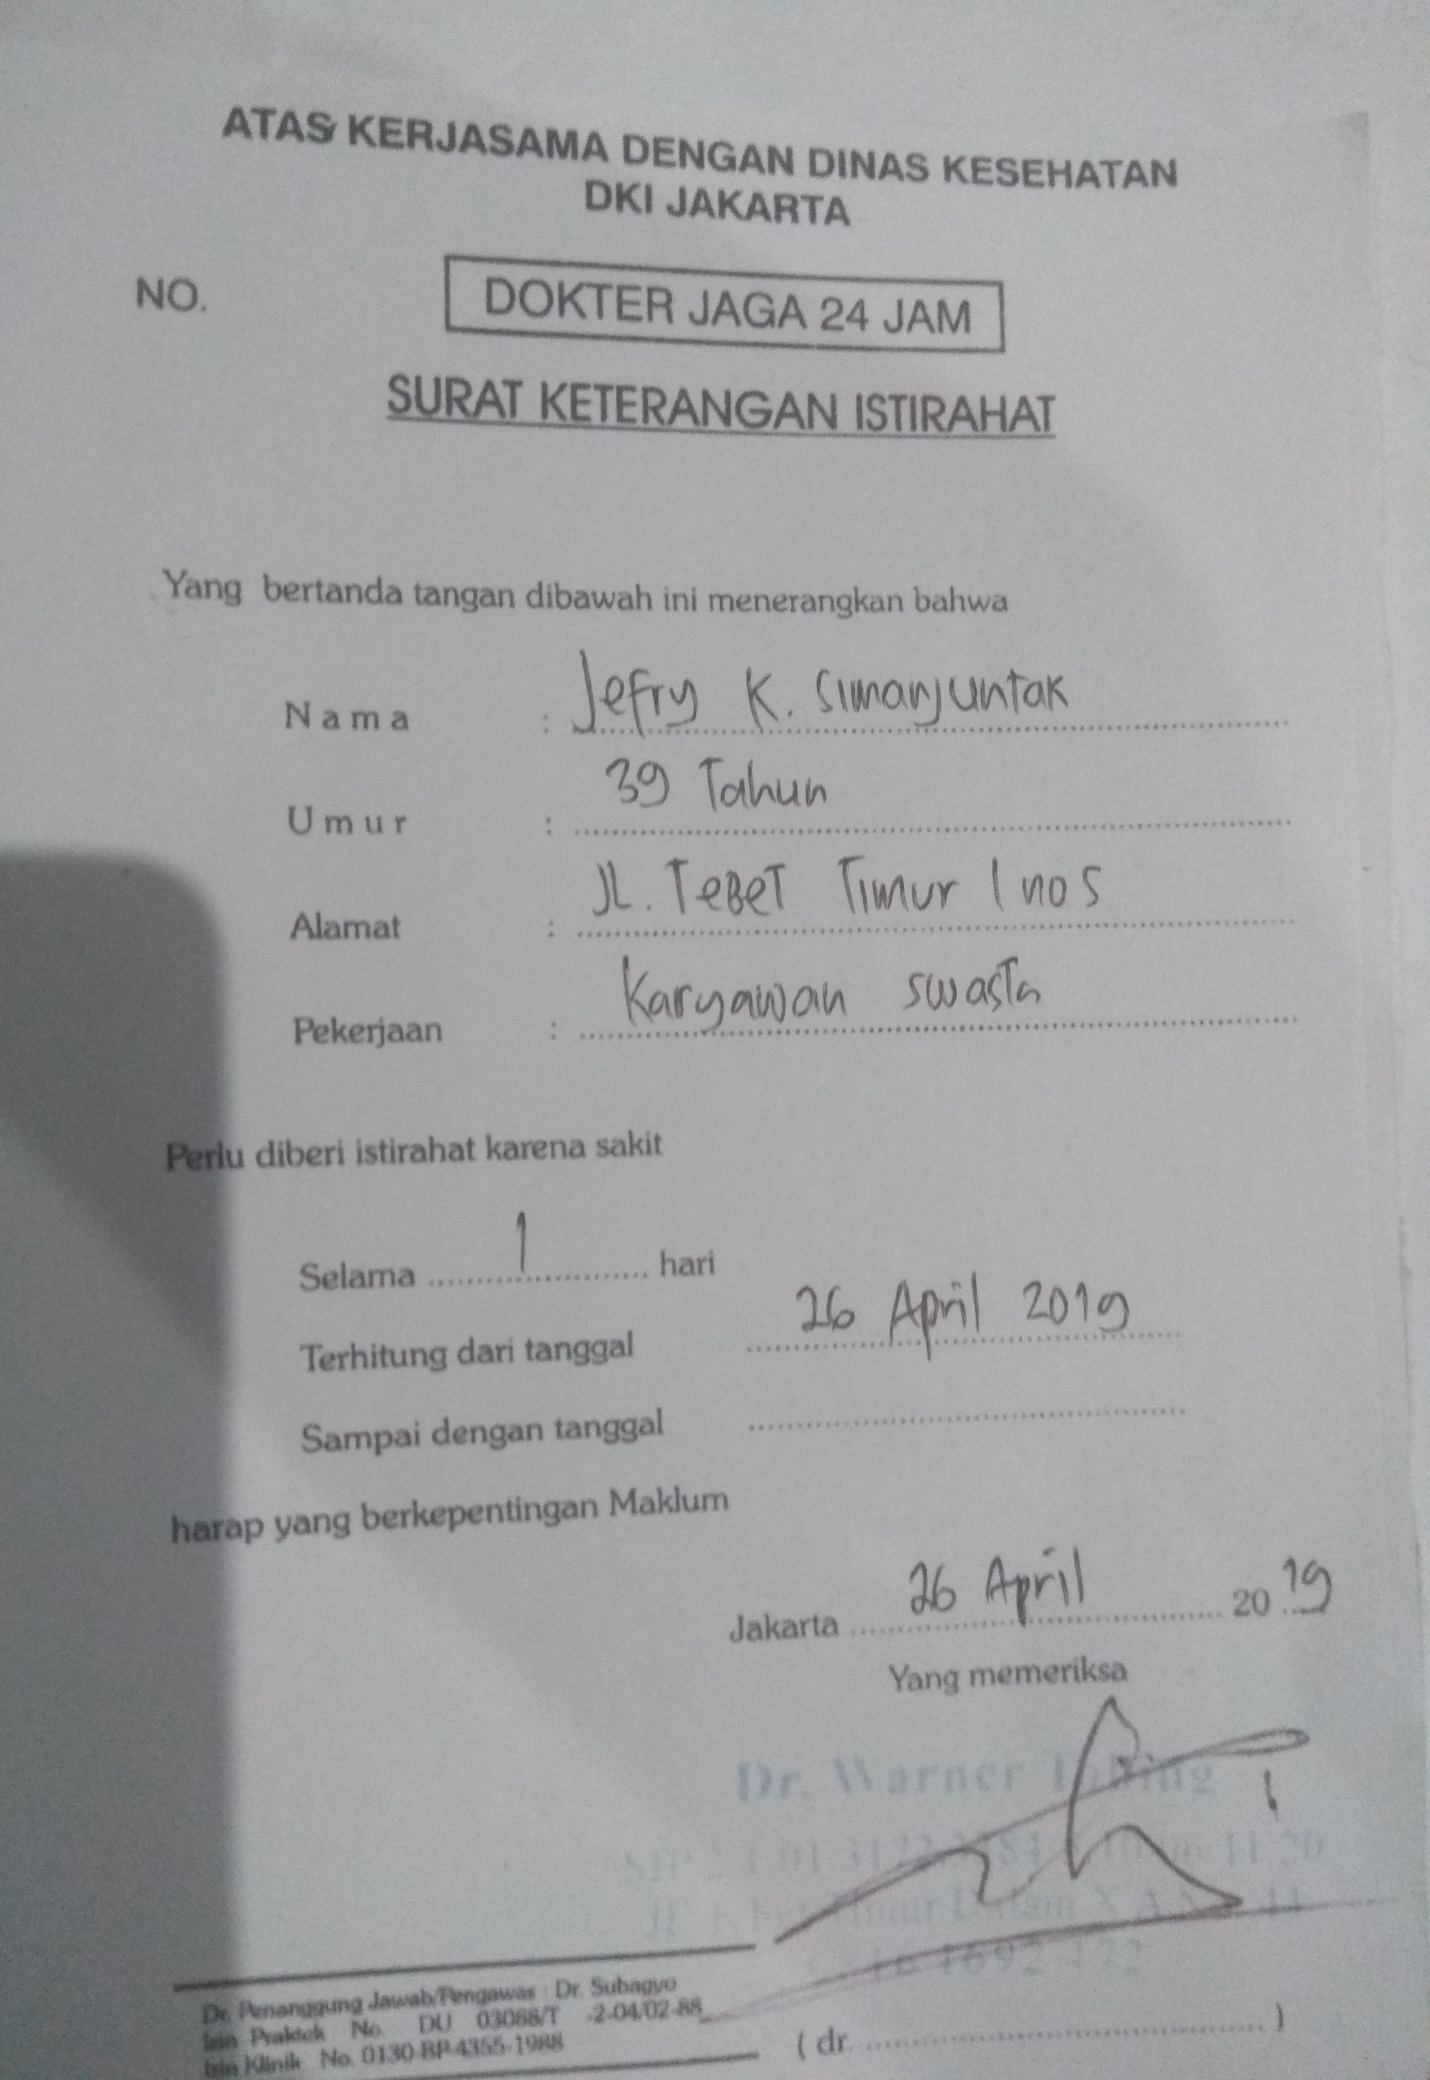 ATAS KERJASAMA DENGAN DINAS KESEHATAN
DKI JAKARTA
NO.
DOKTER JAGA 24 JAM
SURAT KETERANGAN ISTIRAHAT
Yang bertanda tangan dibawah ini menerangkan bahwa
Nama : Jefry K. Simanjuntak
Umur : 39 Tahun
Alamat : JL. TEBET Timur 1 no 5
Pekerjaan : Karyawan swasta
Perlu diberi istirahat karena sakit
Selama 1 hari
Terhitung dari tanggal 26 April 2019
Sampai dengan tanggal
harap yang berkepentingan Maklum
Jakarta 26 April 2019
Yang memeriksa
Dr. Warner Tobing
Dr. Penanggung Jawab/Pengawas : Dr. Subagyo
Izin Praktek No. DU 03088/T -2-04/02-88
Izin Klinik No. 0130-BP-4355-1988
( dr. )